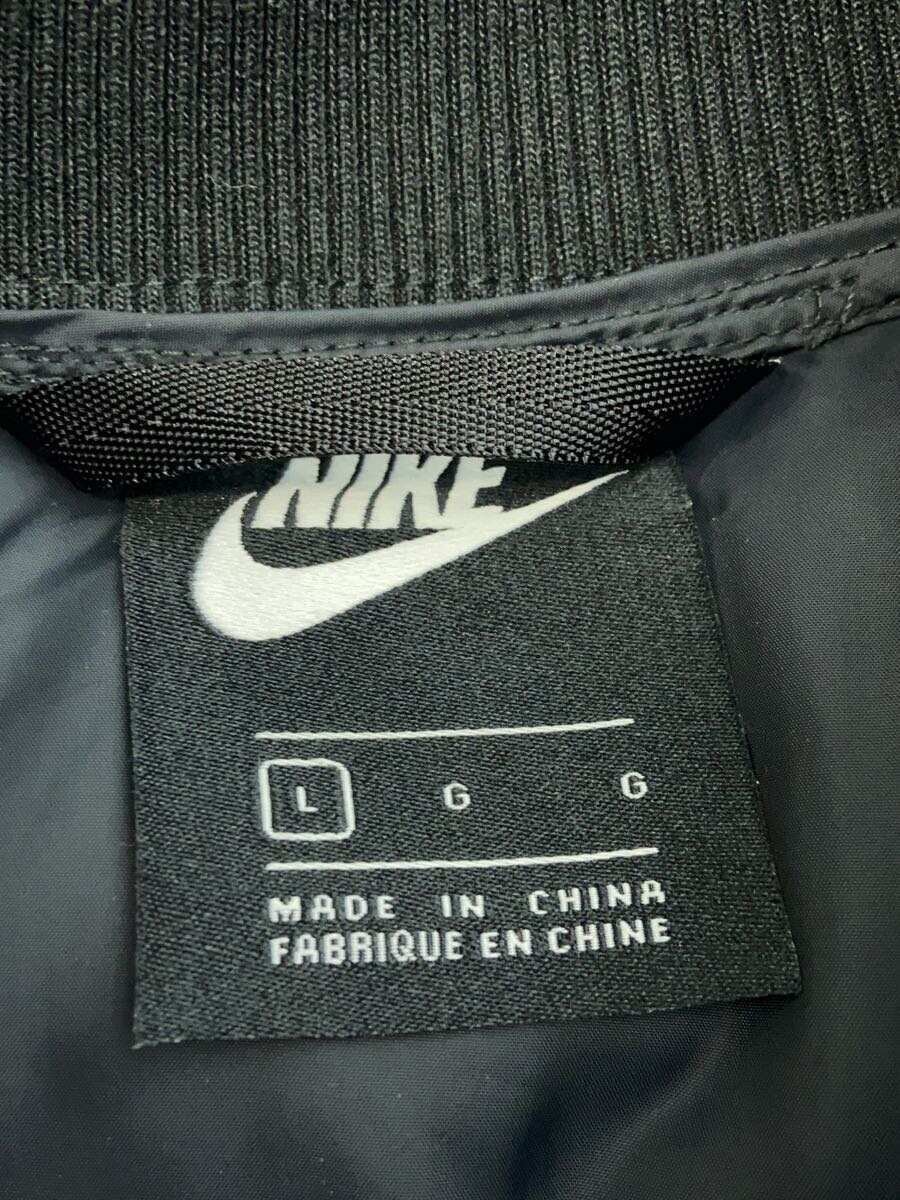 NIKE
L G G
MADE IN CHINA
FABRIQUE EN CHINE